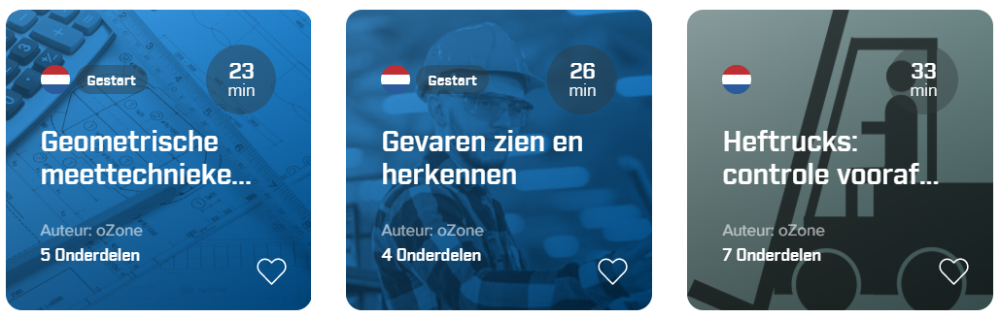 Gestart
23
min
Geometrische
meettechnieke...
Auteur: oZone
5 Onderdelen
Gestart
26
min
Gevaren zien en
herkennen
Auteur: oZone
4 Onderdelen
33
min
Heftrucks:
controle vooraf...
Auteur: oZone
7 Onderdelen